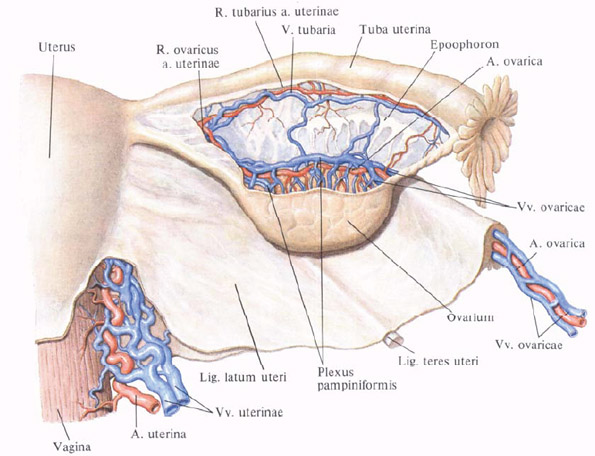 R. tubarius a. uterinae
V. tubaria
Tuba uterina
Uterus
R. ovaricus
a. uterinae
Epoophoron
A. ovarica
Vv. ovaricae
A. ovarica
Ovarium
Vv. ovaricae
Lig. teres uteri
Lig. latum uteri
Plexus
pampiniformis
Vv. uterinae
A. uterina
Vagina